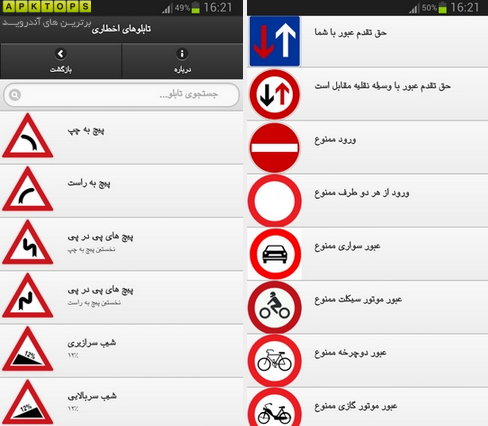 APKTOPS
49% 16:21
برترین های آندرویـــد
تابلوهای اخطاری
بازگشت
درباره
جستجوی تابلو...
پیچ به چپ
پیچ به راست
پیچ های پی در پی
نخستین پیچ به چپ
پیچ های پی در پی
نخستین پیچ به راست
12%
شیب سرازیری
۱۲٪
12%
شیب سربالایی
۱۲٪
50% 16:21
حق تقدم عبور با شما
حق تقدم عبور با وسیله نقلیه مقابل است
ورود ممنوع
ورود از هر دو طرف ممنوع
عبور سواری ممنوع
عبور موتور سیکلت ممنوع
عبور دوچرخه ممنوع
عبور موتور گازی ممنوع